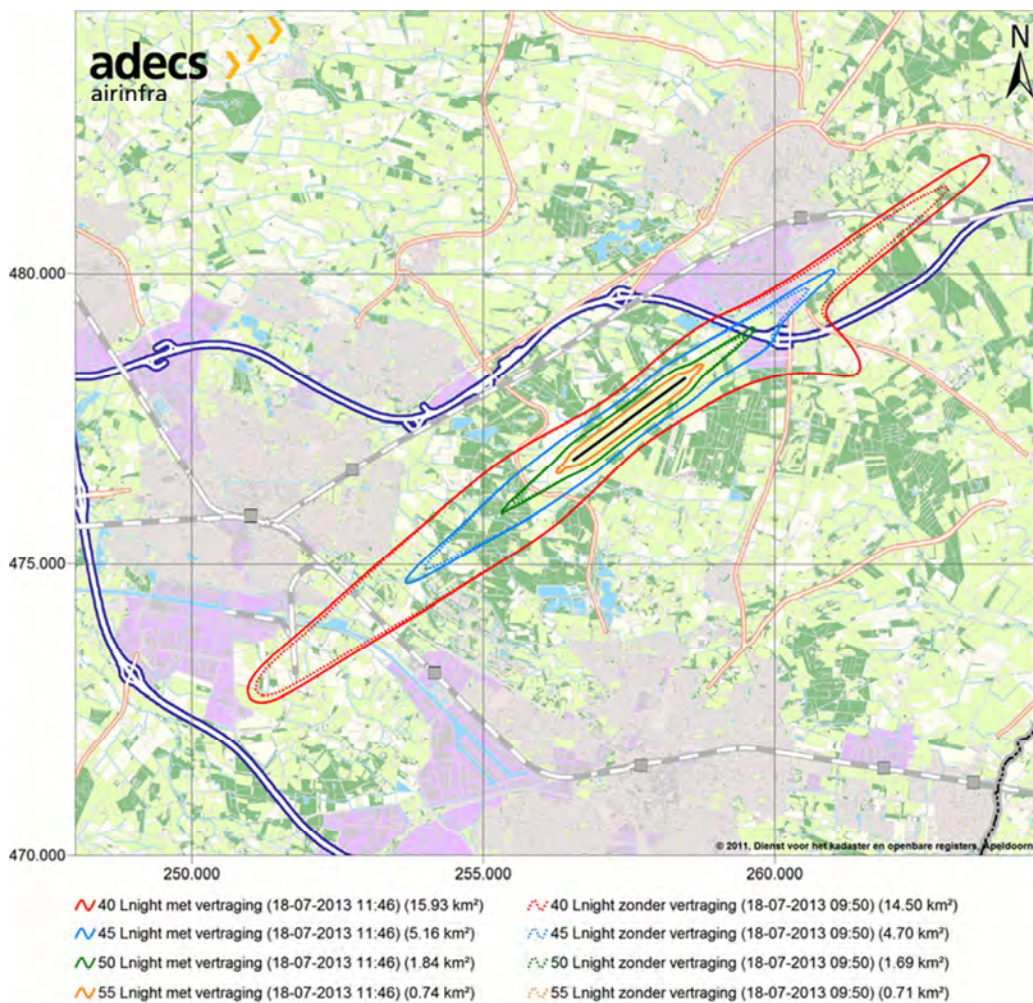 adecs
airinfra
N
480.000
475.000
470.000
© 2011, Dienst voor het kadaster en openbare registers, Apeldoorn
250.000 255.000 260.000
40 Lnight met vertraging (18-07-2013 11:46) (15.93 km²) 40 Lnight zonder vertraging (18-07-2013 09:50) (14.50 km²)
45 Lnight met vertraging (18-07-2013 11:46) (5.16 km²) 45 Lnight zonder vertraging (18-07-2013 09:50) (4.70 km²)
50 Lnight met vertraging (18-07-2013 11:46) (1.84 km²) 50 Lnight zonder vertraging (18-07-2013 09:50) (1.69 km²)
55 Lnight met vertraging (18-07-2013 11:46) (0.74 km²) 55 Lnight zonder vertraging (18-07-2013 09:50) (0.71 km²)